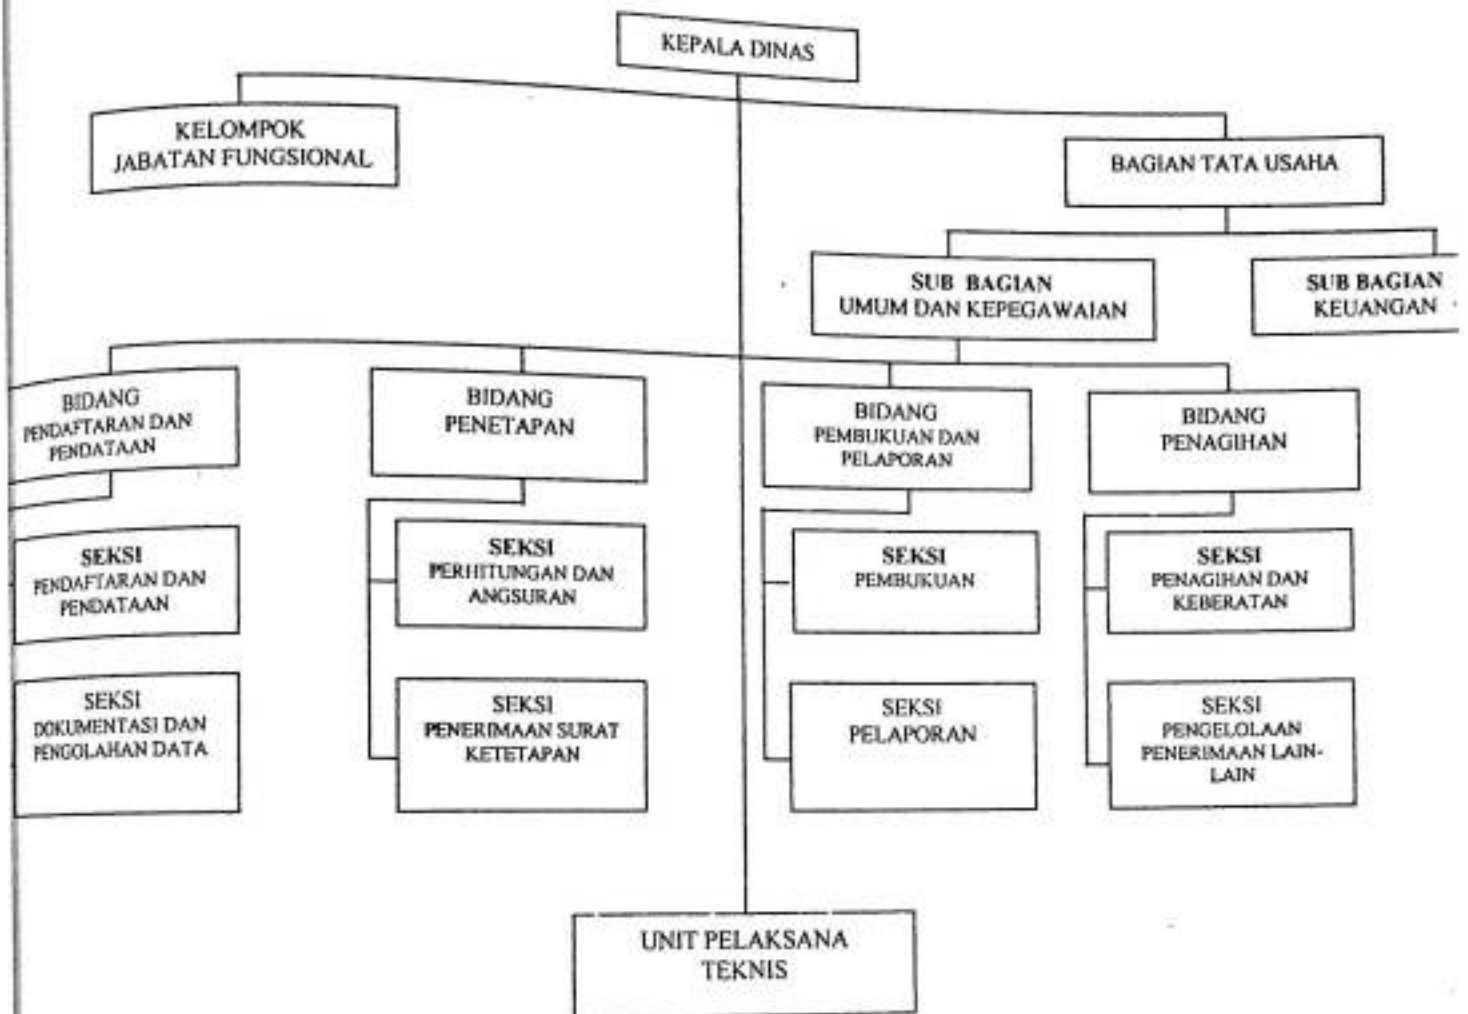 KEPALA DINAS
KELOMPOK
JABATAN FUNGSIONAL
BAGIAN TATA USAHA
SUB BAGIAN
UMUM DAN KEPEGAWAIAN
SUB BAGIAN
KEUANGAN
BIDANG
PENDAFTARAN DAN
PENDATAAN
BIDANG
PENETAPAN
BIDANG
PEMBUKUAN DAN
PELAPORAN
BIDANG
PENAGIHAN
SEKSI
PENDAFTARAN DAN
PENDATAAN
SEKSI
PERHITUNGAN DAN
ANGSURAN
SEKSI
PEMBUKUAN
SEKSI
PENAGIHAN DAN
KEBERATAN
SEKSI
DOKUMENTASI DAN
PENGOLAHAN DATA
SEKSI
PENERIMAAN SURAT
KETETAPAN
SEKSI
PELAPORAN
SEKSI
PENGELOLAAN
PENERIMAAN LAIN-
LAIN
UNIT PELAKSANA
TEKNIS